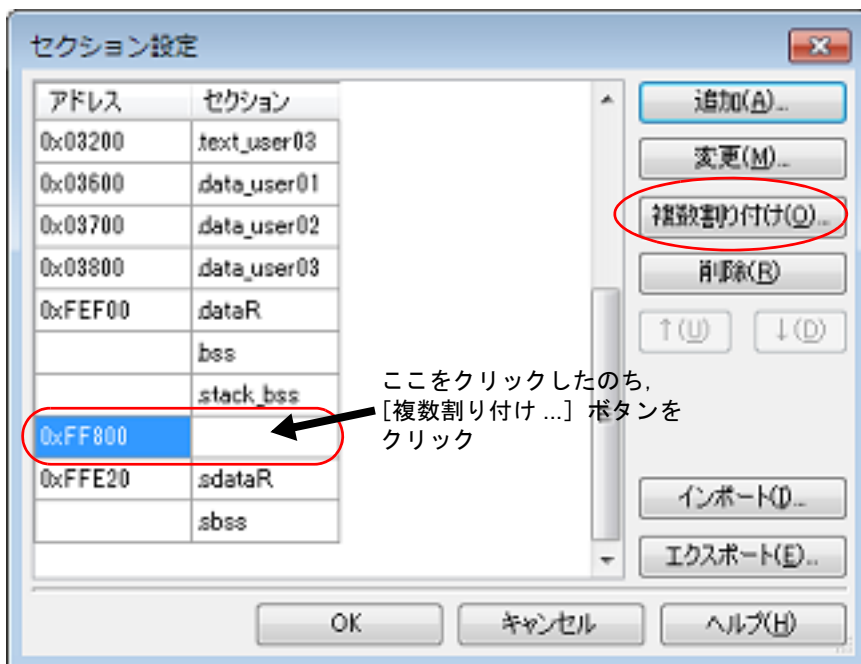 セクション設定
アドレス セクション
0x03200 .text_user03
0x03600 .data_user01
0x03700 .data_user02
0x03800 .data_user03
0xFEF00 .dataR
.bss
.stack_bss
0xFF800
0xFFE20 .sdataR
.sbss
追加(A)...
変更(M)...
複数割り付け(O)...
削除(R)
↑(U) ↓(D)
ここをクリックしたのち,
[複数割り付け ...] ボタンを
クリック
インポート(I)...
エクスポート(E)...
OK キャンセル ヘルプ(H)